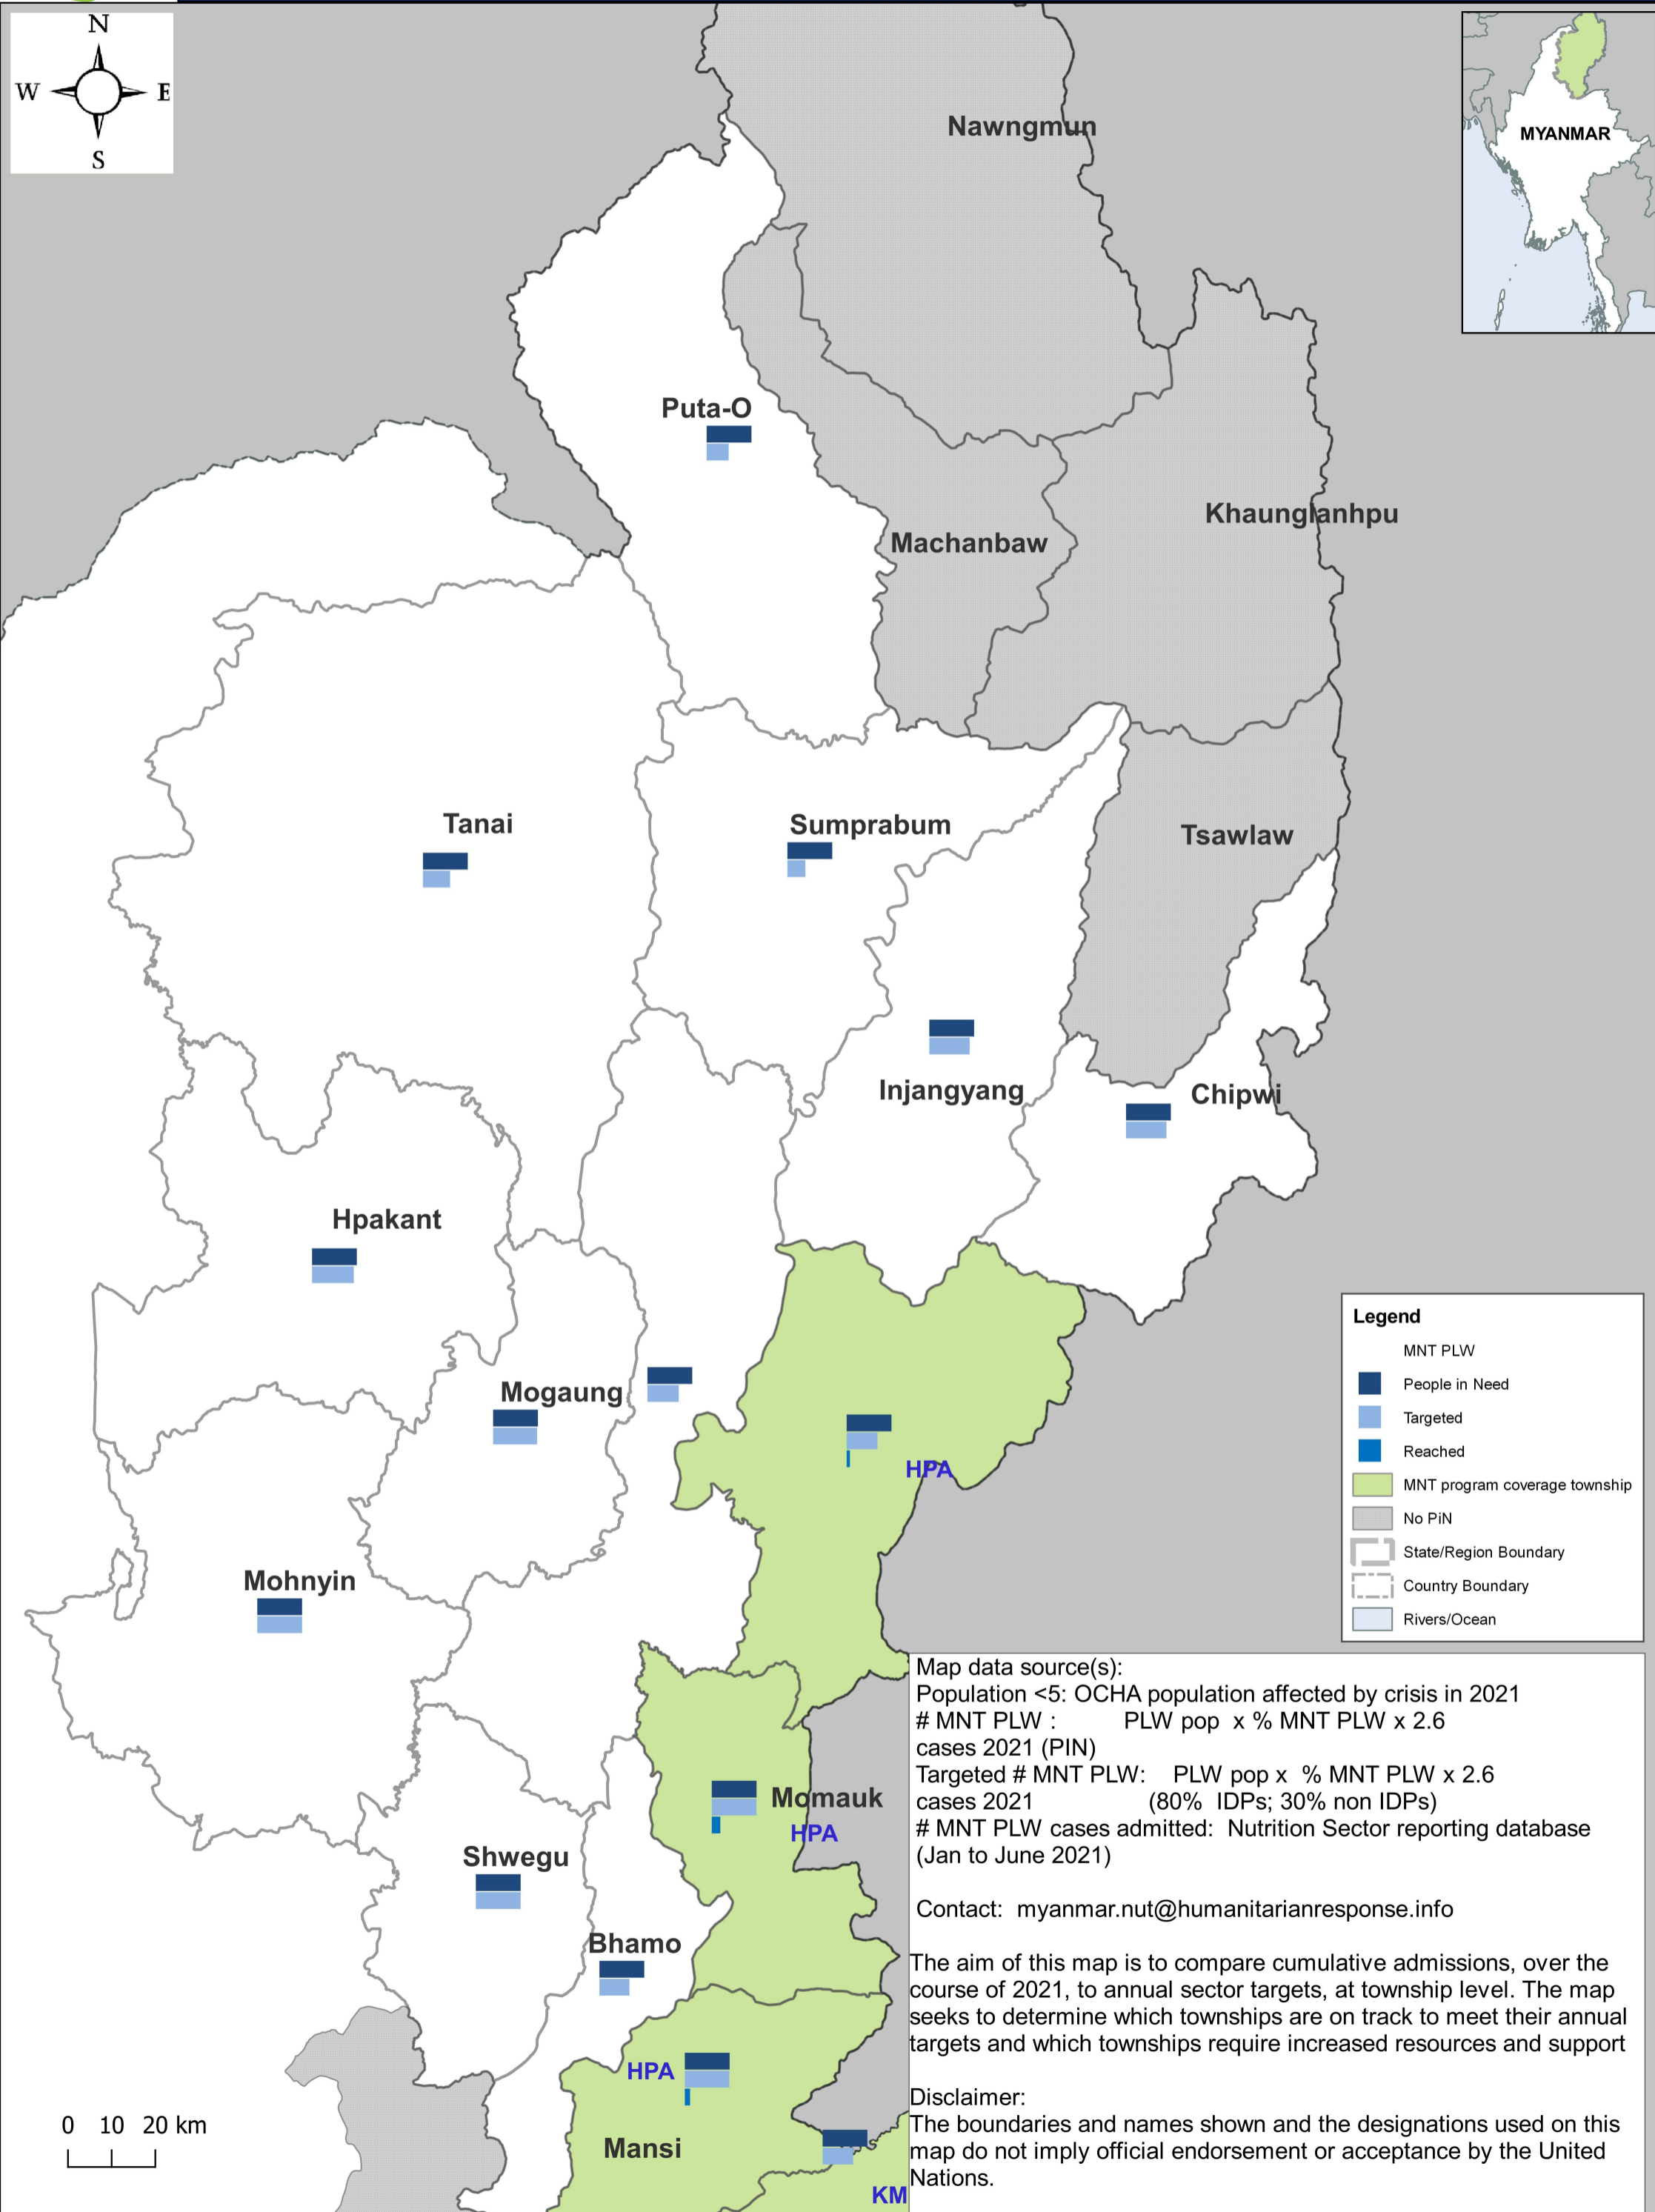 N
W E
S
MYANMAR
Nawngmun
Puta-O
Khaunglanhpu
Machanbaw
Tanai
Sumprabum
Tsawlaw
Injangyang
Chipwi
Hpakant
Mogaung
HPA
Mohnyin
Momauk
HPA
Shwegu
Bhamo
HPA
Mansi
KM
0 10 20 km
Legend
MNT PLW
People in Need
Targeted
Reached
MNT program coverage township
No PiN
State/Region Boundary
Country Boundary
Rivers/Ocean
Map data source(s):
Population <5: OCHA population affected by crisis in 2021
# MNT PLW : PLW pop x % MNT PLW x 2.6
cases 2021 (PIN)
Targeted # MNT PLW: PLW pop x % MNT PLW x 2.6
cases 2021 (80% IDPs; 30% non IDPs)
# MNT PLW cases admitted: Nutrition Sector reporting database
(Jan to June 2021)
Contact: myanmar.nut@humanitarianresponse.info
The aim of this map is to compare cumulative admissions, over the
course of 2021, to annual sector targets, at township level. The map
seeks to determine which townships are on track to meet their annual
targets and which townships require increased resources and support
Disclaimer:
The boundaries and names shown and the designations used on this
map do not imply official endorsement or acceptance by the United
Nations.